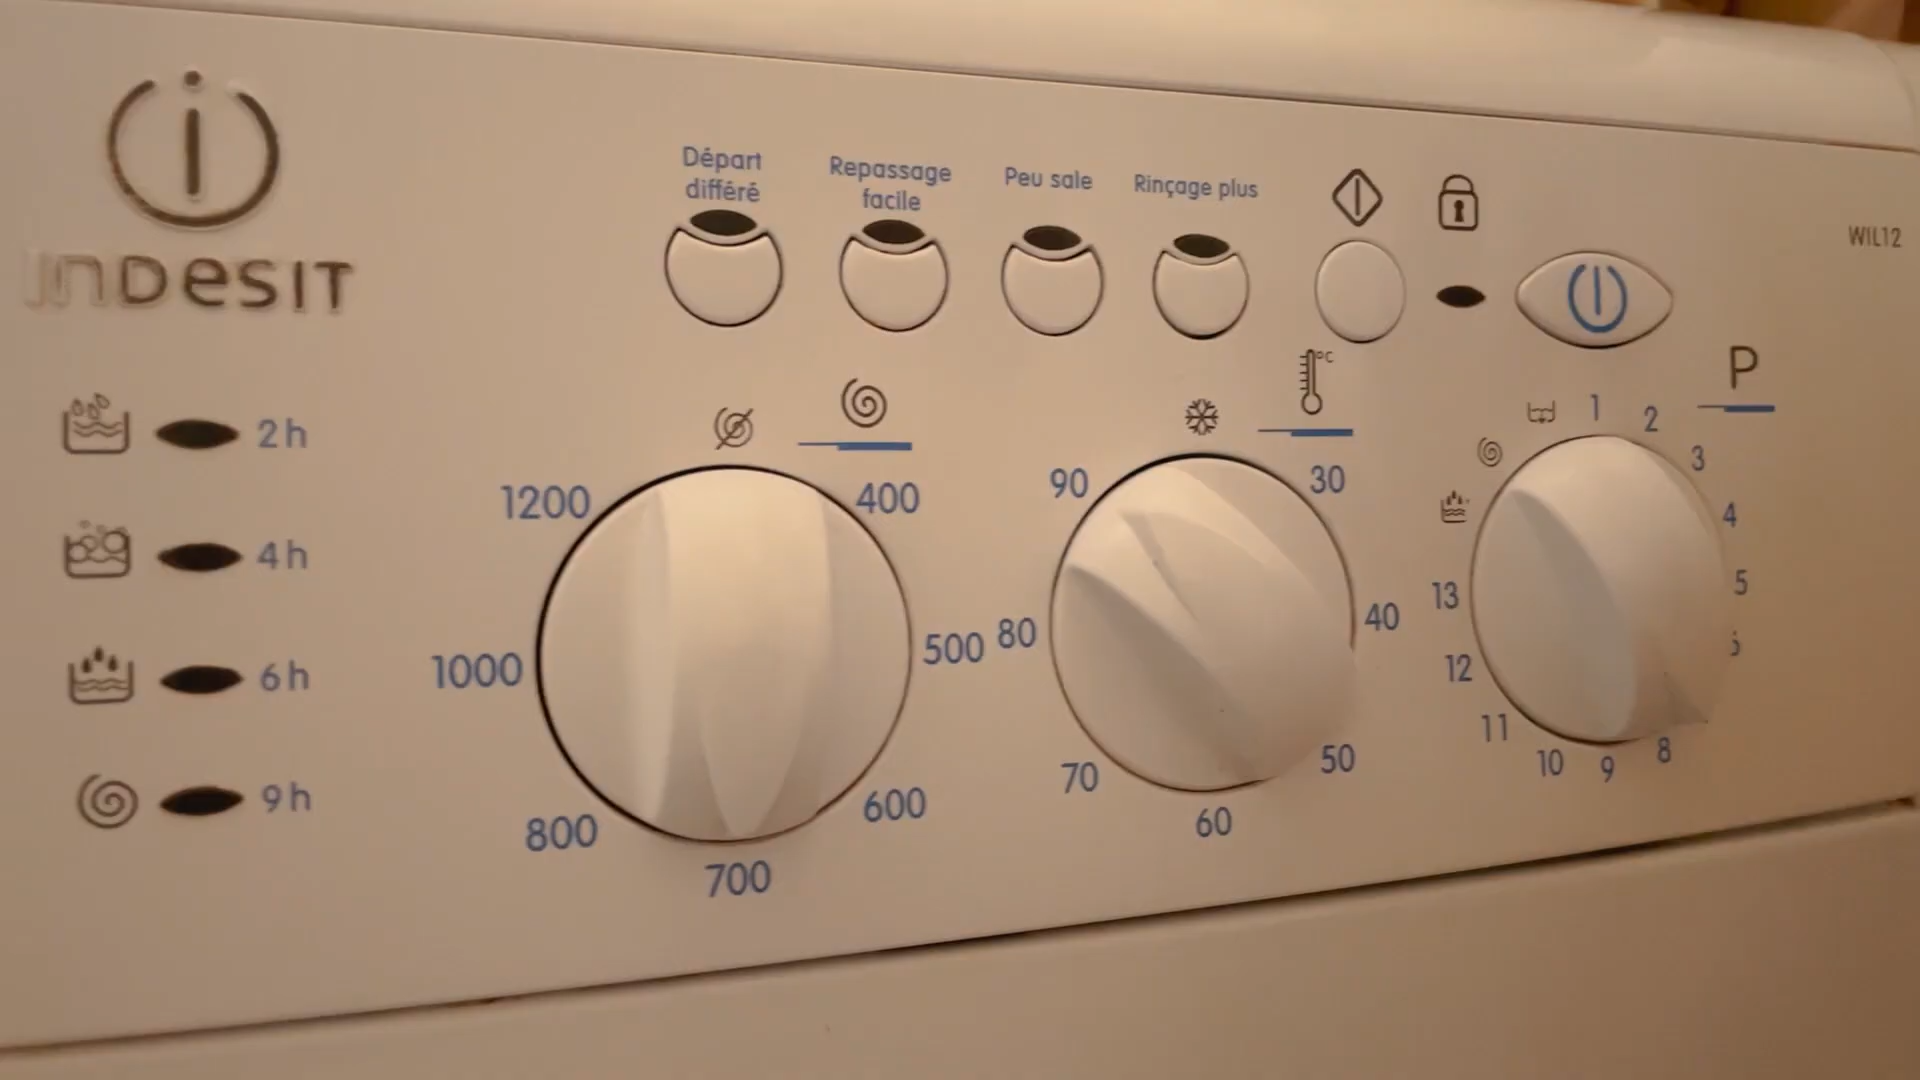 INDESIT
Départ
différé
Repassage
facile
Peu sale
Rinçage plus
WIL12
2h
4h
6h
9h
400
500
600
700
800
1000
1200
°C
30
40
50
60
70
80
90
P
1
2
3
4
5
8
9
10
11
12
13